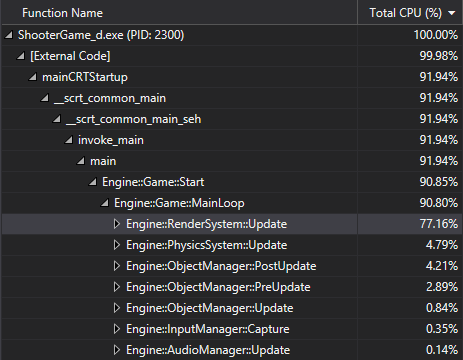 Function Name Total CPU (%)
ShooterGame_d.exe (PID: 2300) 100.00%
[External Code] 99.98%
mainCRTStartup 91.94%
__scrt_common_main 91.94%
__scrt_common_main_seh 91.94%
invoke_main 91.94%
main 91.94%
Engine::Game::Start 90.85%
Engine::Game::MainLoop 90.80%
Engine::RenderSystem::Update 77.16%
Engine::PhysicsSystem::Update 4.79%
Engine::ObjectManager::PostUpdate 4.21%
Engine::ObjectManager::PreUpdate 2.89%
Engine::ObjectManager::Update 0.84%
Engine::InputManager::Capture 0.35%
Engine::AudioManager::Update 0.14%